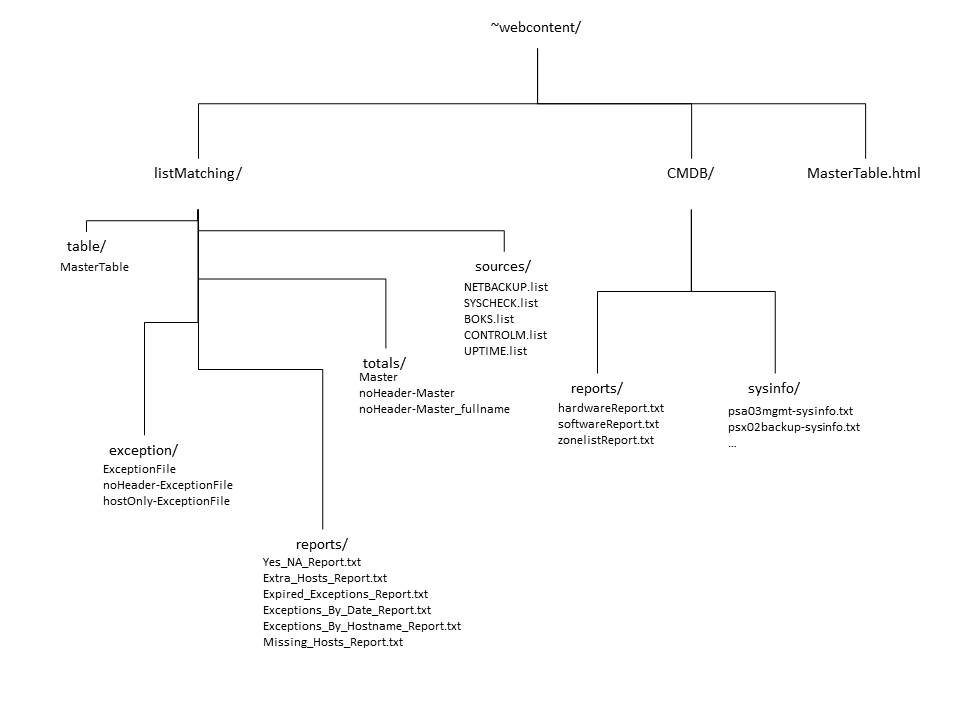 ~webcontent/
listMatching/
CMDB/
MasterTable.html
table/
MasterTable
sources/
NETBACKUP.list
SYSCHECK.list
BOKS.list
CONTROLM.list
UPTIME.list
totals/
Master
noHeader-Master
noHeader-Master_fullname
exception/
ExceptionFile
noHeader-ExceptionFile
hostOnly-ExceptionFile
reports/
Yes_NA_Report.txt
Extra_Hosts_Report.txt
Expired_Exceptions_Report.txt
Exceptions_By_Date_Report.txt
Exceptions_By_Hostname_Report.txt
Missing_Hosts_Report.txt
reports/
hardwareReport.txt
softwareReport.txt
zonelistReport.txt
sysinfo/
psa03mgmt-sysinfo.txt
psx02backup-sysinfo.txt
...